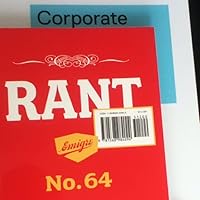 Corporate
RANT
Emigre
No. 64